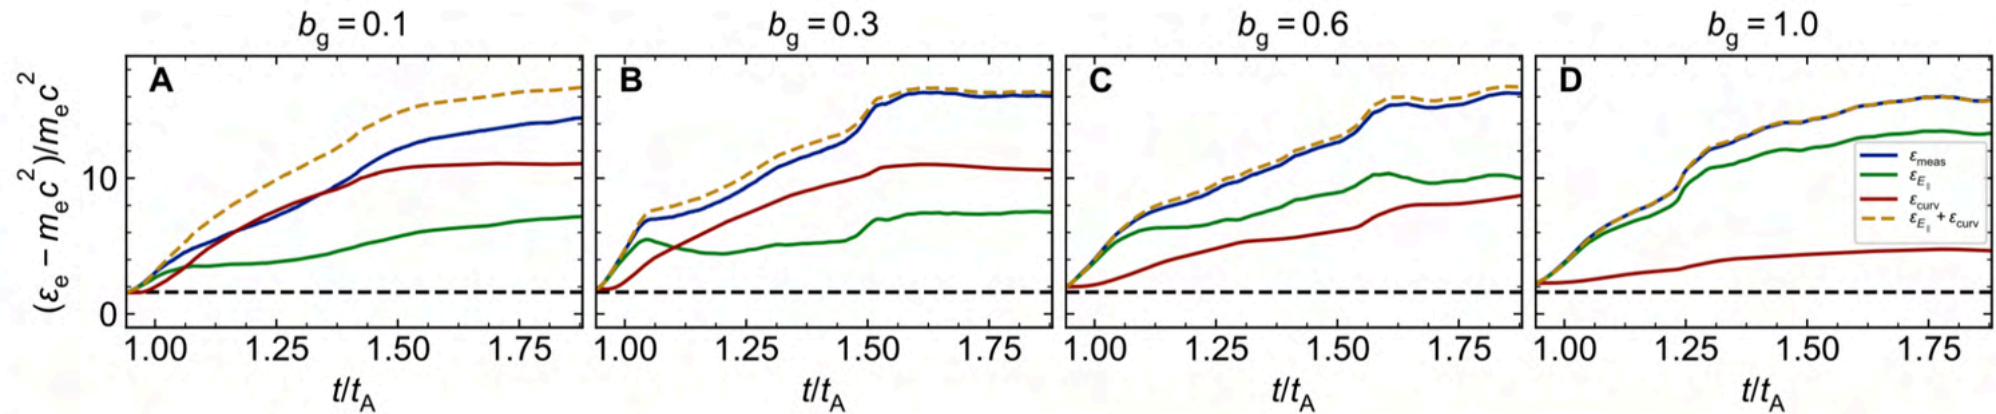 b_g = 0.1 b_g = 0.3 b_g = 0.6 b_g = 1.0
A B C D
(ε_e − m_e c^2)/m_e c^2
10
0
ε_meas
ε_E_∥
ε_curv
ε_E_∥ + ε_curv
1.00 1.25 1.50 1.75 1.00 1.25 1.50 1.75 1.00 1.25 1.50 1.75 1.00 1.25 1.50 1.75
t/t_A t/t_A t/t_A t/t_A